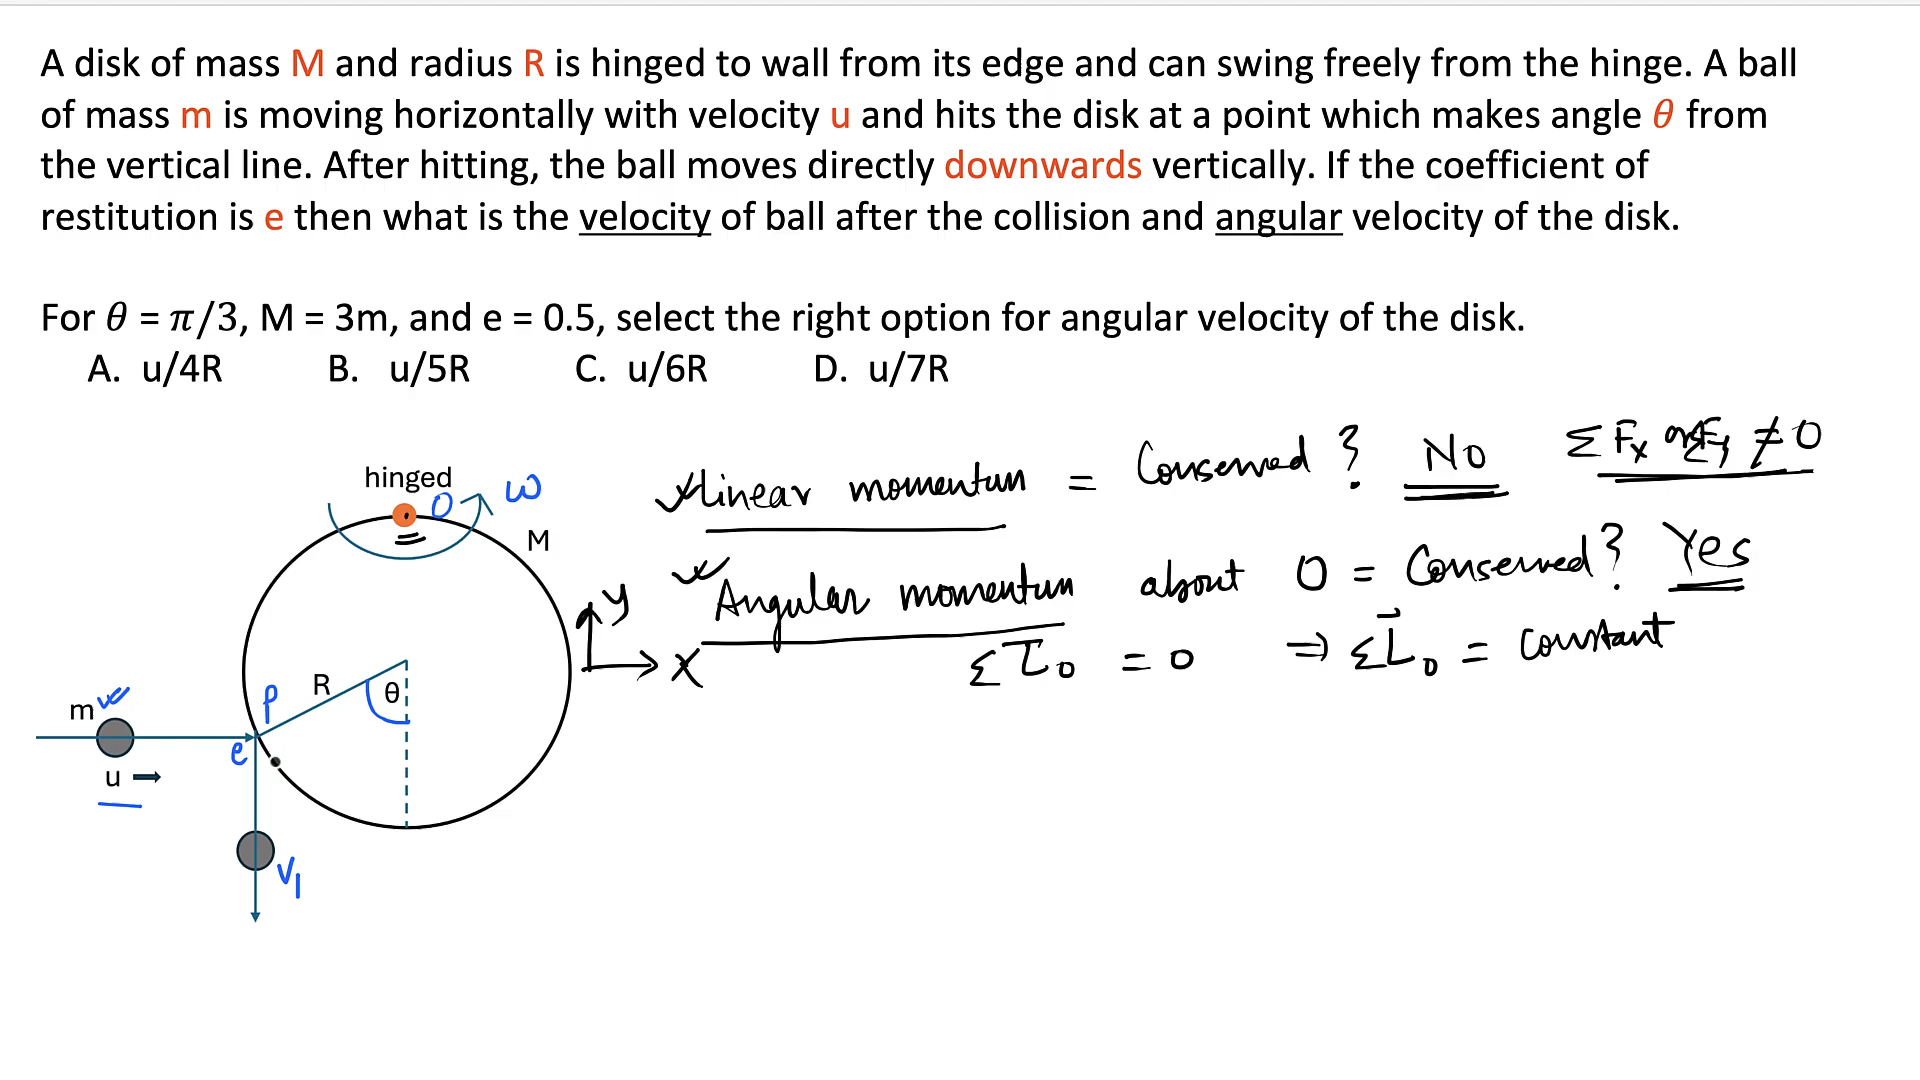 A disk of mass M and radius R is hinged to wall from its edge and can swing freely from the hinge. A ball
of mass m is moving horizontally with velocity u and hits the disk at a point which makes angle θ from
the vertical line. After hitting, the ball moves directly downwards vertically. If the coefficient of
restitution is e then what is the velocity of ball after the collision and angular velocity of the disk.
For θ = π/3, M = 3m, and e = 0.5, select the right option for angular velocity of the disk.
A. u/4R B. u/5R C. u/6R D. u/7R
linear momentum = Conserved ? No Σ Fx or ≠ 0
Angular momentum about O = Conserved ? Yes
Σ τ₀ = 0 ⇒ Σ L⃗₀ = constant
hinged
O ω
M
y
x
P R θ
m
e
u →
V₁